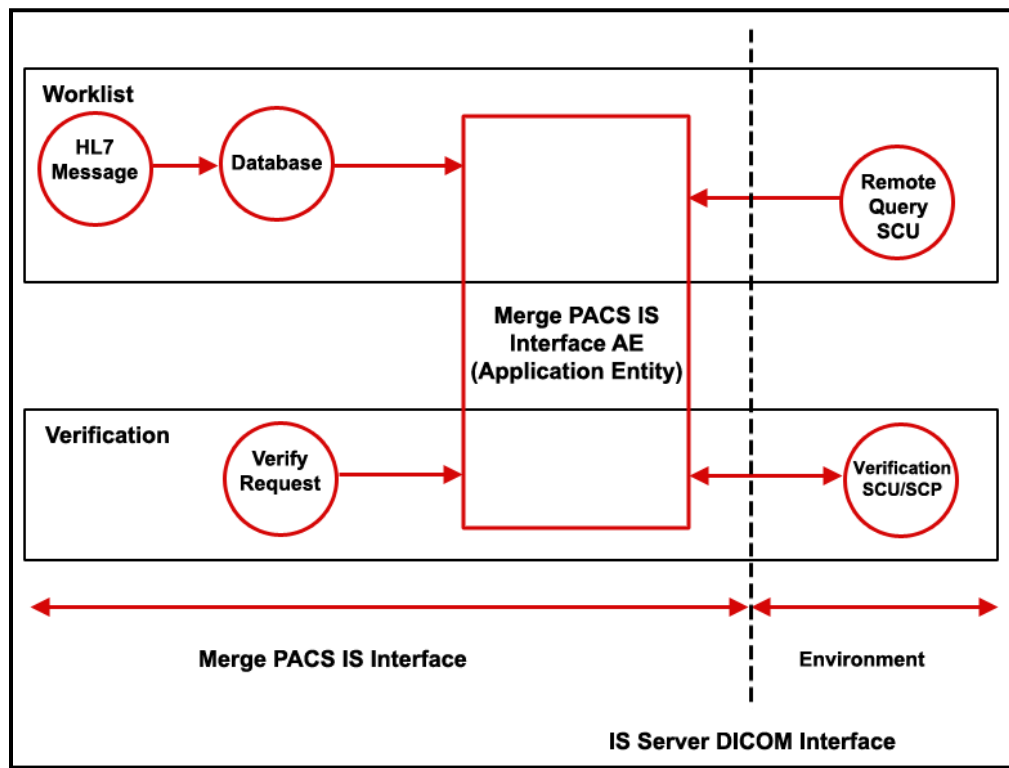 Worklist
HL7
Message
Database
Remote
Query
SCU
Merge PACS IS
Interface AE
(Application Entity)
Verification
Verify
Request
Verification
SCU/SCP
Merge PACS IS Interface
Environment
IS Server DICOM Interface